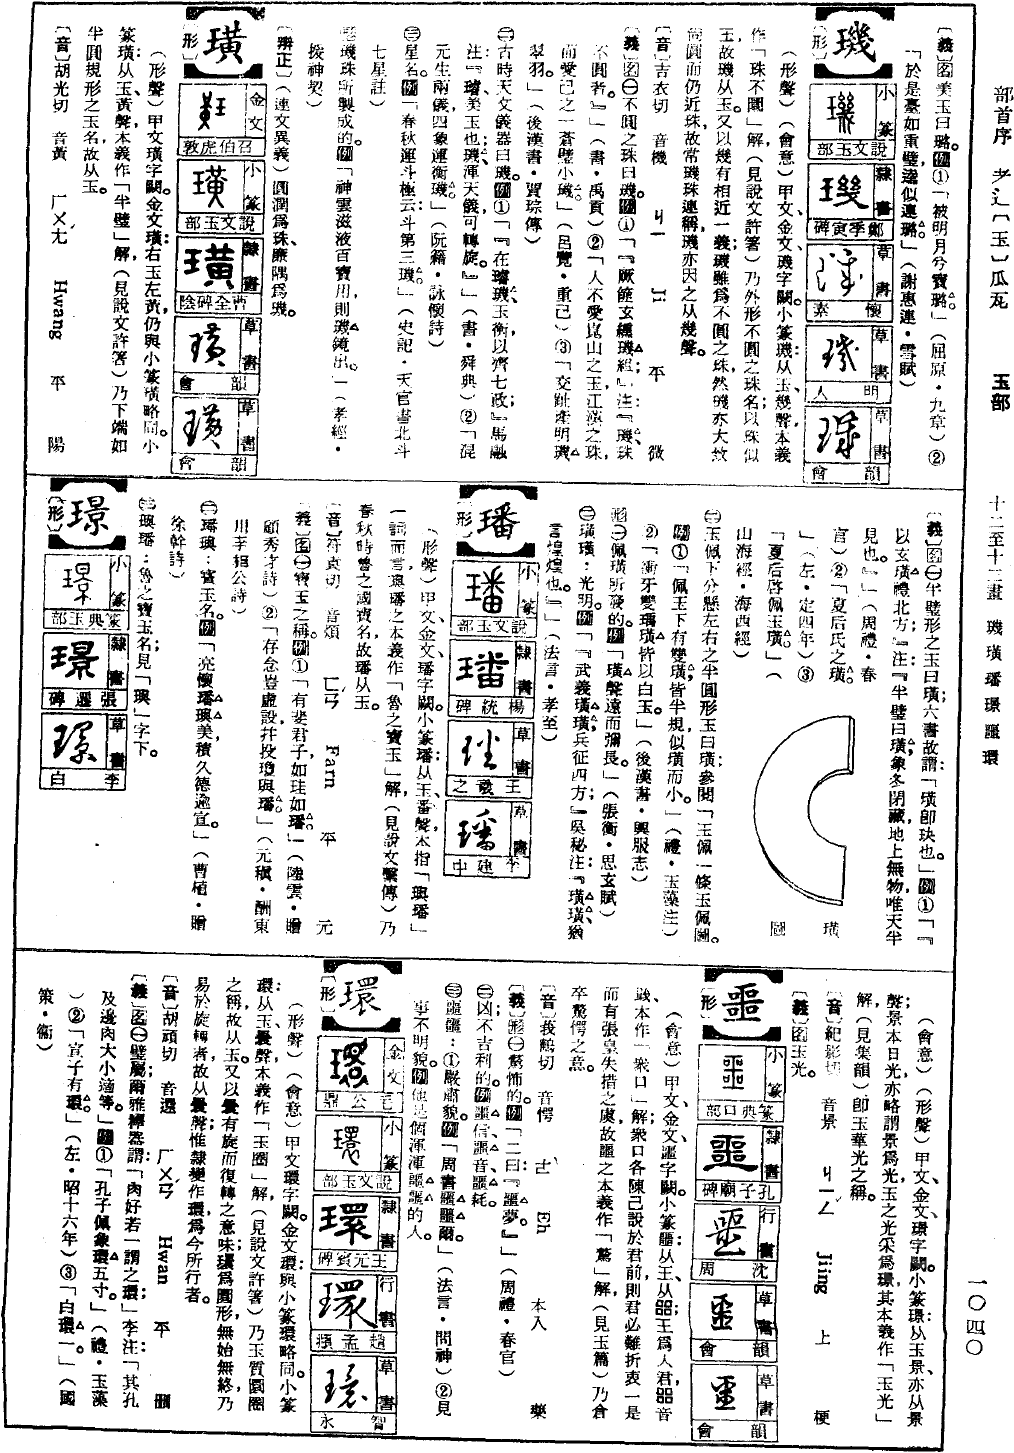 部首序 玉部 十二至十三畫 璣璜璠璟噩環 一〇四〇
〔義〕名美玉曰璐。例①「被明月兮寶璐。」(屈原・九章)②
「於是臺如重璧逵似連璐。」(謝惠連・雪賦)
璣
〔形〕
小篆 說文玉部
隸書 鄭季寅碑
章草 懷素
草書 明人
草書 韻會
(形聲)(會意)甲文、金文、璣字闕。小篆璣:从玉、幾聲本義
作「珠不圜」解,(見說文許箸)乃外形不圓之珠名;以珠似
玉,故璣从玉。又以幾有相近一義,璣雖爲不圓之珠,然璣亦大致
尚圓而仍近珠,故常璣珠連稱,璣亦因之从幾聲。
〔音〕吉衣切 音機 ㄐㄧ 平 微
〔義〕名㊀不圓之珠曰璣。例①「『厥篚玄纁璣組』注:『璣,珠
不圓者。』」(書・禹貢)②「人不愛崑山之玉、江漢之珠,
而愛己之一蒼璧小璣。」(呂覽・重己)③「交趾產明璣
翠羽。」(後漢書・賈琮傳)
㊁古時天文儀器曰璣。例①「『在璿璣玉衡以齊七政』馬融
注:『璿,美玉也;璣,渾天儀,可轉旋。』」(書・舜典)②「混
元生兩儀,四象運衡璣。」(阮籍・詠懷詩)
㊂星名。例「春秋運斗樞云:斗第三璣。」(史記・天官書北斗
七星註)
璣珠所製成的。例「神雲滋液百寶用,則璣鏡出。」(孝經・
援神契)
〔辨正〕(連文異義)圓潤爲珠,廉隅爲璣。
璜
〔形〕
金文 召伯虎敦
小篆 說文玉部
隸書 曹全碑陰
草書 韻會
草書 韻會
(形聲)甲文璜字闕。金文璜:右玉左黃,仍與小篆璜略同。小
篆璜:从玉、黃聲本義作「半璧」解(見說文許箸)乃下端如
半圓規形之玉名,故从玉。
〔音〕胡光切 音黃 ㄏㄨㄤˊ Hwang 平 陽
〔義〕名㊀半璧形之玉曰璜;六書故謂:「璜卽玦也。」例①「『
以玄璜禮北方』注:『半璧曰璜,象冬閉藏,地上無物,唯天半
見也。』」(周禮・春
官)②「夏后氏之璜。
」(左・定四年)③
「夏后啓佩玉璜。」(
山海經・海西經)
璜圖
㊁玉佩下分懸左右之半圓形玉曰璜;參閱「玉佩」條玉佩圖。
例①「佩玉下有雙璜,皆半規,似璜而小。」(禮・玉藻注)
②「衝牙雙瑀璜,皆以白玉。」(後漢書・輿服志)
形㊀佩璜所發的。例「璜聲遠而彌長。」(張衡・思玄賦)
㊁璜璜:光明。例「『武義璜璜,兵征四方』吳秘注:『璜璜,猶
言煌煌也。』」(法言・孝至)
璠
〔形〕
小篆 說文玉部
隸書 楊統碑
草書 王羲之
草書 李建中
(形聲)甲文、金文、璠字闕。小篆璠:从玉、番聲本指「璵璠」
一詞而言,璵璠之本義作「魯之寶玉」解(見說文繫傳)乃
春秋時魯之國寶名,故璠从玉。
〔音〕符袁切 音煩 ㄈㄢˊ Farn 平 元
〔義〕名㊀寶玉之稱。例①「有斐君子,如珪如璠。」(陸雲・贈
顧秀才詩)②「存念豈虛設,幷投瓊與璠。」(元稹・酬東
川李相公詩)
㊁璠璵:寶玉名。例「亮懷璠璵美,積久德逾宣。」(曹植・贈
徐幹詩)
㊂璵璠:魯之寶玉名;見「璵」字下。
璟
〔形〕
小篆 篆典玉部
隸書 張遷碑
草書 李白
(會意)(形聲)甲文、金文、璟字闕。小篆璟:从玉、景,亦从景
聲;景本日光,亦略謂景爲光,玉之光采爲璟,其本義作「玉光」
解,(見集韻)卽玉華光之稱。
〔音〕紀影切 音景 ㄐㄧㄥˇ Jiing 上 梗
〔義〕名玉光。
噩
〔形〕
小篆 篆典口部
隸書 孔子廟碑
行書 沈周
草書 韻會
草書 韻會
(會意)甲文、金文、噩字闕。小篆噩:从王、从㗊,王爲人君,㗊音
戢,本作「衆口」解,衆口各陳己說於君前,則君必難折衷一是
而有張皇失措之虞,故噩之本義作「驚」解,(見玉篇)乃倉
卒驚愕之意。
〔音〕我鶴切 音愕 ㄜˋ Eh 本入 藥
〔義〕形㊀驚怖的。例「二曰『噩夢。』」(周禮・春官)
㊁凶;不吉利的。例噩信,噩音,噩耗。
㊂噩噩:①嚴肅貌。例「周書噩噩爾。」(法言・問神)②見
事不明貌。例他是個渾渾噩噩的人。
環
〔形〕
金文 毛公鼎
小篆 說文玉部
隸書 王元賓碑
行書 趙孟頫
草書 智永
(形聲)(會意)甲文環字闕。金文環:與小篆環略同。小篆
環:从玉、睘聲本義作「玉圈」解(見說文許箸)乃玉質圜圈
之稱,故从玉。又以睘有旋而復轉之意味,環爲圓形,無始無終,乃
易於旋轉者,故从睘聲;惟隸變作環,爲今所行者。
〔音〕胡頑切 音還 ㄏㄨㄢˊ Hwan 平 刪
〔義〕名㊀璧屬;爾雅釋器謂:「肉好若一謂之環;」李注:「其孔
及邊肉大小適等。」例①「孔子佩象環五寸。」(禮・玉藻
)②「宣子有環。」(左・昭十六年)③「白環一」(國
策・衞)